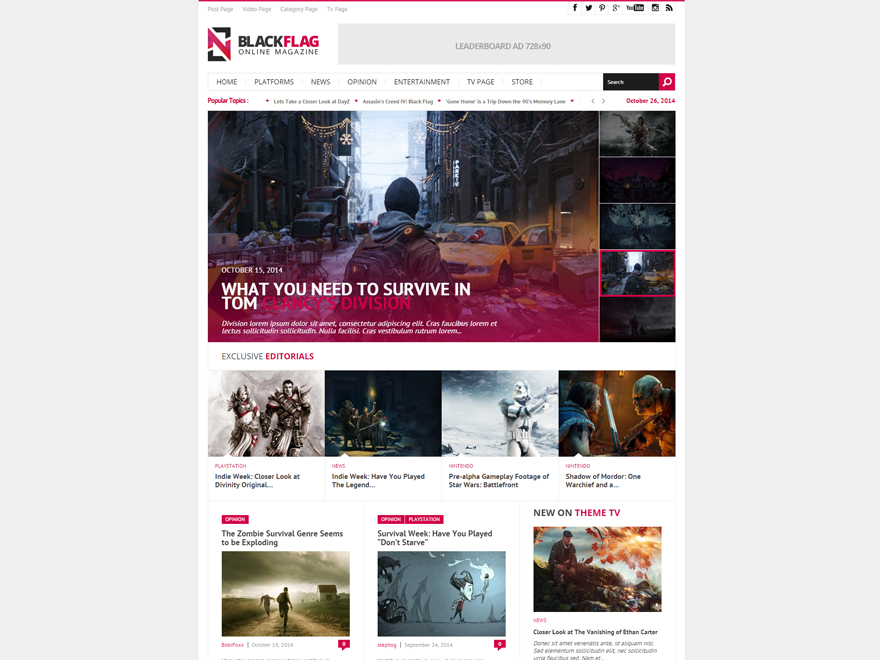 Post Page Video Page Category Page Tv Page
You Tube
BLACKFLAG
ONLINE MAGAZINE
LEADERBOARD AD 728x90
HOME PLATFORMS NEWS OPINION ENTERTAINMENT TV PAGE STORE Search
Popular Topics : Lets Take a Closer Look at DayZ Assasin's Creed IV: Black Flag 'Gone Home' is a Trip Down the 90's Memory Lane October 26, 2014
PARKING
OCTOBER 15, 2014
WHAT YOU NEED TO SURVIVE IN
TOM CLANCY'S DIVISION
Division lorem ipsum dolor sit amet, consectetur adipiscing elit. Cras faucibus lorem et
lectus sollicitudin sollicitudin. Nulla facilisi. Cras vestibulum rutrum lorem...
EXCLUSIVE EDITORIALS
PLAYSTATION
Indie Week: Closer Look at
Divinity Original...
NEWS
Indie Week: Have You Played
The Legend...
NINTENDO
Pre-alpha Gameplay Footage of
Star Wars: Battlefront
NINTENDO
Shadow of Mordor: One
Warchief and a...
OPINION
The Zombie Survival Genre Seems
to be Exploding
BobiFoxx | October 19, 2014 0
OPINION PLAYSTATION
Survival Week: Have You Played
"Don't Starve"
stephog | September 24, 2014 0
NEW ON THEME TV
NEWS
Closer Look at The Vanishing of Ethan Carter
Donec sit amet venenatis ante, id aliquam nisl.
Sed elementum sollicitudin elit, nec sollicitudin
urna faucibus sed. Nam et...